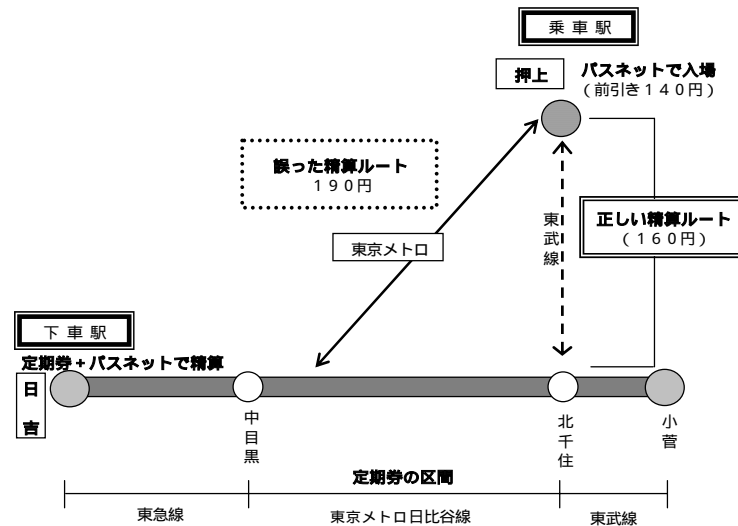 乗車駅
押上
パスネットで入場
(前引き140円)
誤った精算ルート
190円
東京メトロ
東武線
正しい精算ルート
(160円)
下車駅
定期券+パスネットで精算
日吉
中目黒
北千住
小菅
定期券の区間
東急線
東京メトロ日比谷線
東武線